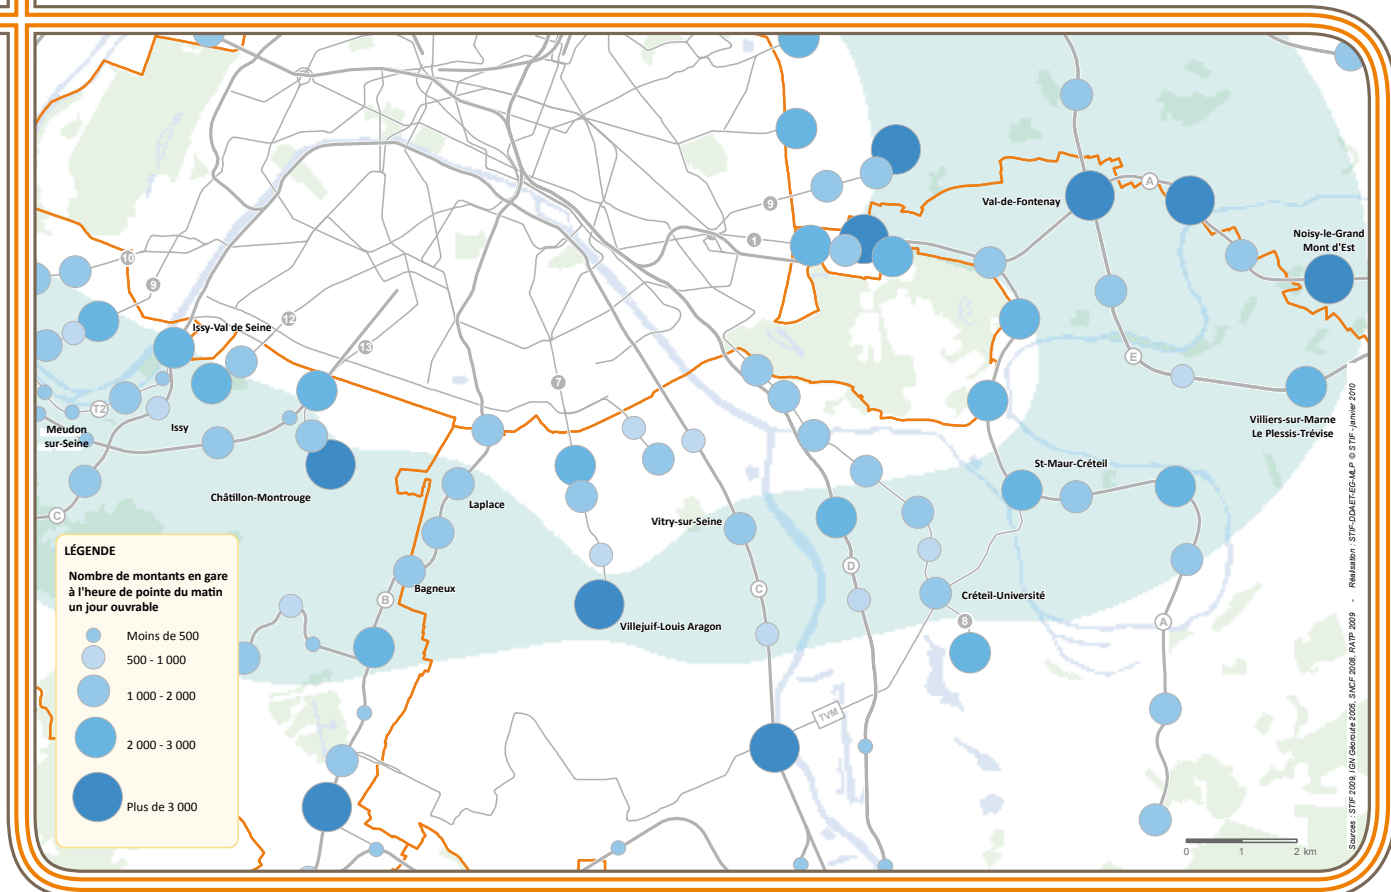 A
Val-de-Fontenay
9
Noisy-le-Grand
Mont d'Est
1
10
9
Issy-Val de Seine
12
13
E
7
T2
Meudon
sur-Seine
Issy
Villiers-sur-Marne
Le Plessis-Trévise
St-Maur-Créteil
Châtillon-Montrouge
Laplace
Vitry-sur-Seine
C
D
Bagneux
C
B
Créteil-Université
8
A
Villejuif-Louis Aragon
TVM
LÉGENDE
Nombre de montants en gare
à l'heure de pointe du matin
un jour ouvrable
Moins de 500
500 - 1 000
1 000 - 2 000
2 000 - 3 000
Plus de 3 000
0 1 2 km
Sources : STIF 2009, IGN Géoroute 2005, SNCF 2008, RATP 2009 - Réalisation : STIF-DDAET-EG-MLP © STIF - janvier 2010